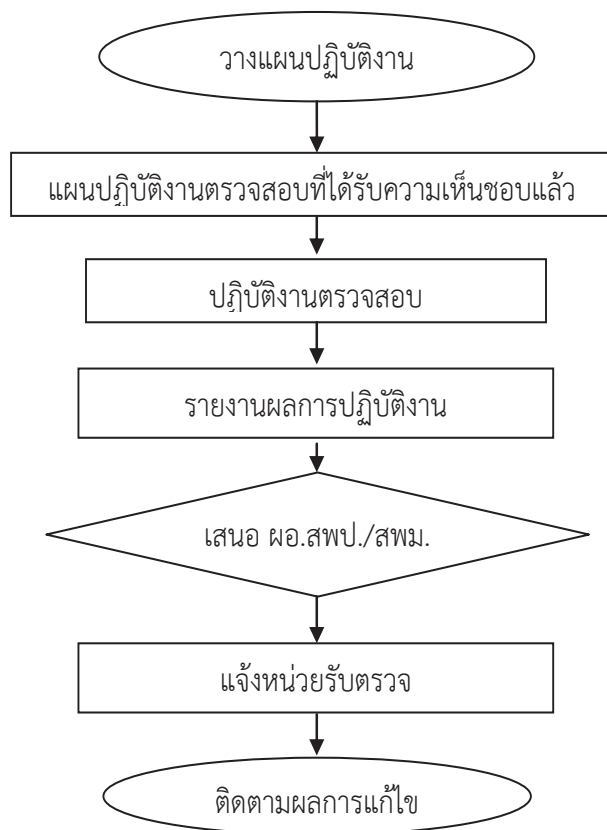 วางแผนปฏิบัติงาน
แผนปฏิบัติงานตรวจสอบที่ได้รับความเห็นชอบแล้ว
ปฏิบัติงานตรวจสอบ
รายงานผลการปฏิบัติงาน
เสนอ ผอ.สพป./สพม.
แจ้งหน่วยรับตรวจ
ติดตามผลการแก้ไข